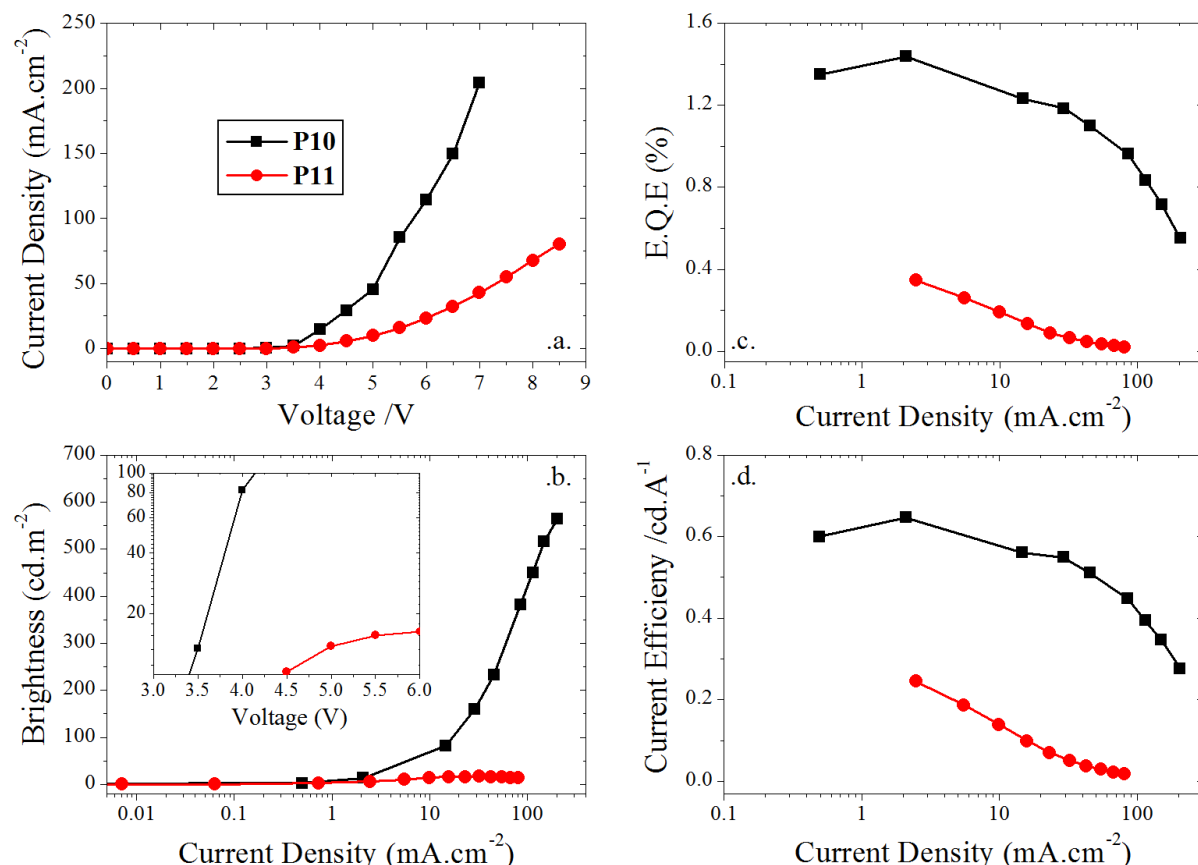 250
200
150
100
50
0
Current Density (mA.cm-2)
P10
P11
.a.
0 1 2 3 4 5 6 7 8 9
Voltage /V
1.6
1.2
0.8
0.4
0.0
E.Q.E (%)
.c.
0.1 1 10 100
Current Density (mA.cm-2)
700
600
500
400
300
200
100
0
Brightness (cd.m-2)
.b.
100
80
60
40
20
3.0 3.5 4.0 4.5 5.0 5.5 6.0
Voltage (V)
0.01 0.1 1 10 100
Current Density (mA.cm-2)
0.8
0.6
0.4
0.2
0.0
Current Efficieny /cd.A-1
.d.
0.1 1 10 100
Current Density (mA.cm-2)